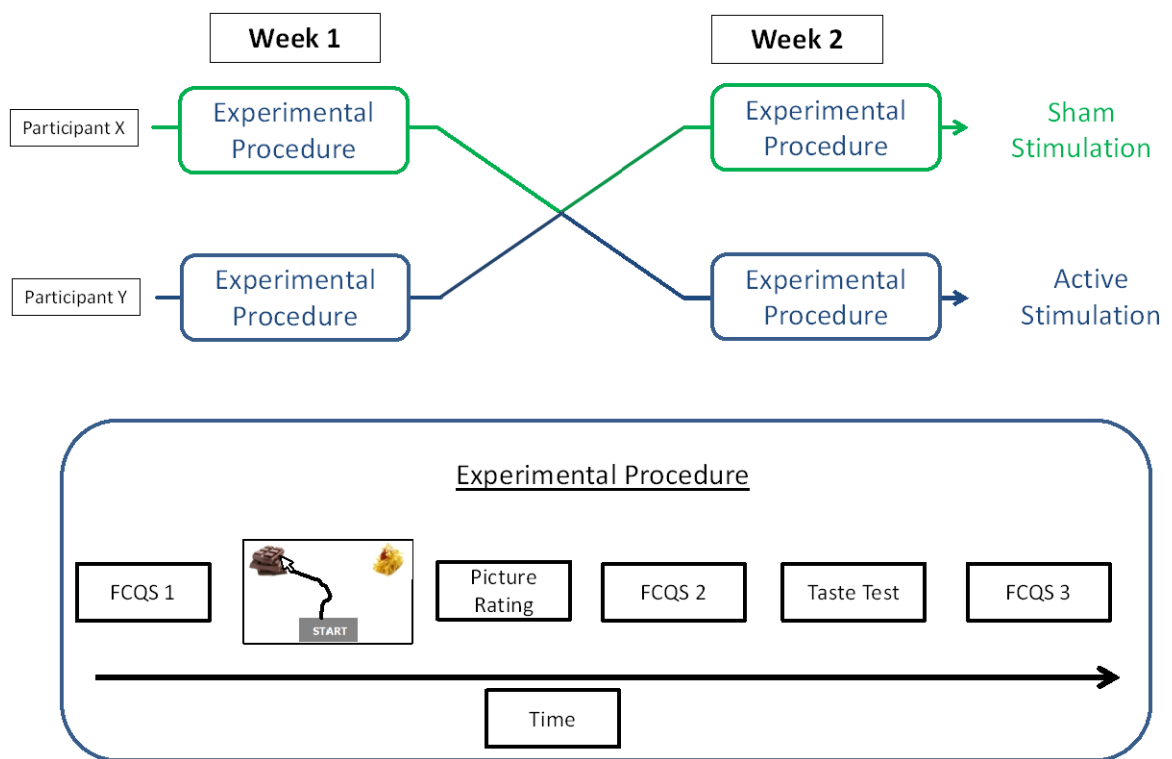 Week 1
Week 2
Participant X
Experimental
Procedure
Experimental
Procedure
Sham
Stimulation
Participant Y
Experimental
Procedure
Experimental
Procedure
Active
Stimulation
Experimental Procedure
FCQS 1
START
Picture
Rating
FCQS 2
Taste Test
FCQS 3
Time